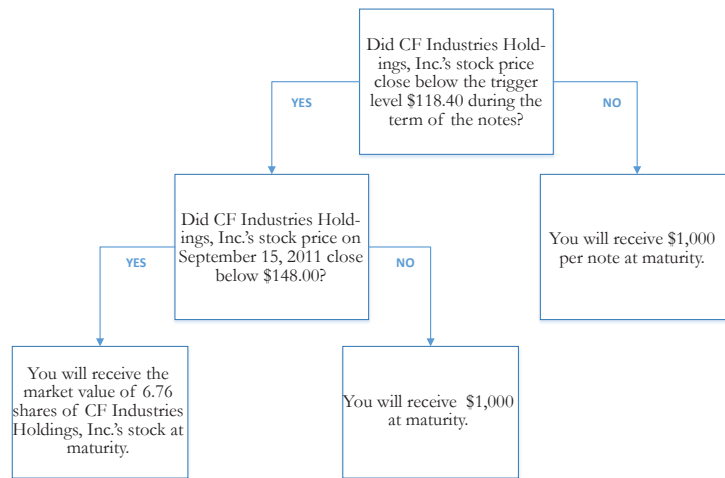 Did CF Industries Hold-
ings, Inc.'s stock price
close below the trigger
level $118.40 during the
term of the notes?
YES
NO
Did CF Industries Hold-
ings, Inc.'s stock price on
September 15, 2011 close
below $148.00?
You will receive $1,000
per note at maturity.
YES
NO
You will receive the
market value of 6.76
shares of CF Industries
Holdings, Inc.'s stock at
maturity.
You will receive $1,000
at maturity.